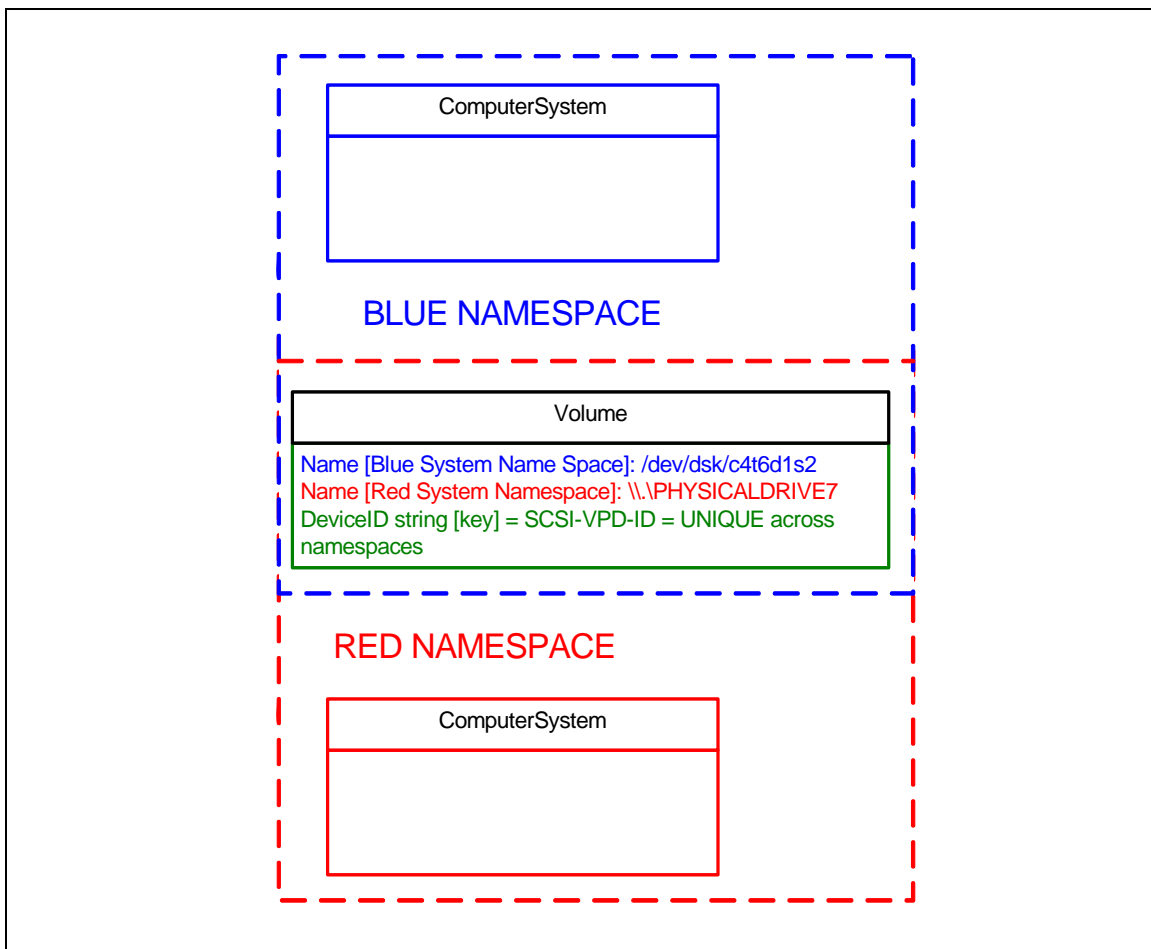 ComputerSystem
BLUE NAMESPACE
Volume
Name [Blue System Name Space]: /dev/dsk/c4t6d1s2
Name [Red System Namespace]: \\.\PHYSICALDRIVE7
DeviceID string [key] = SCSI-VPD-ID = UNIQUE across
namespaces
RED NAMESPACE
ComputerSystem